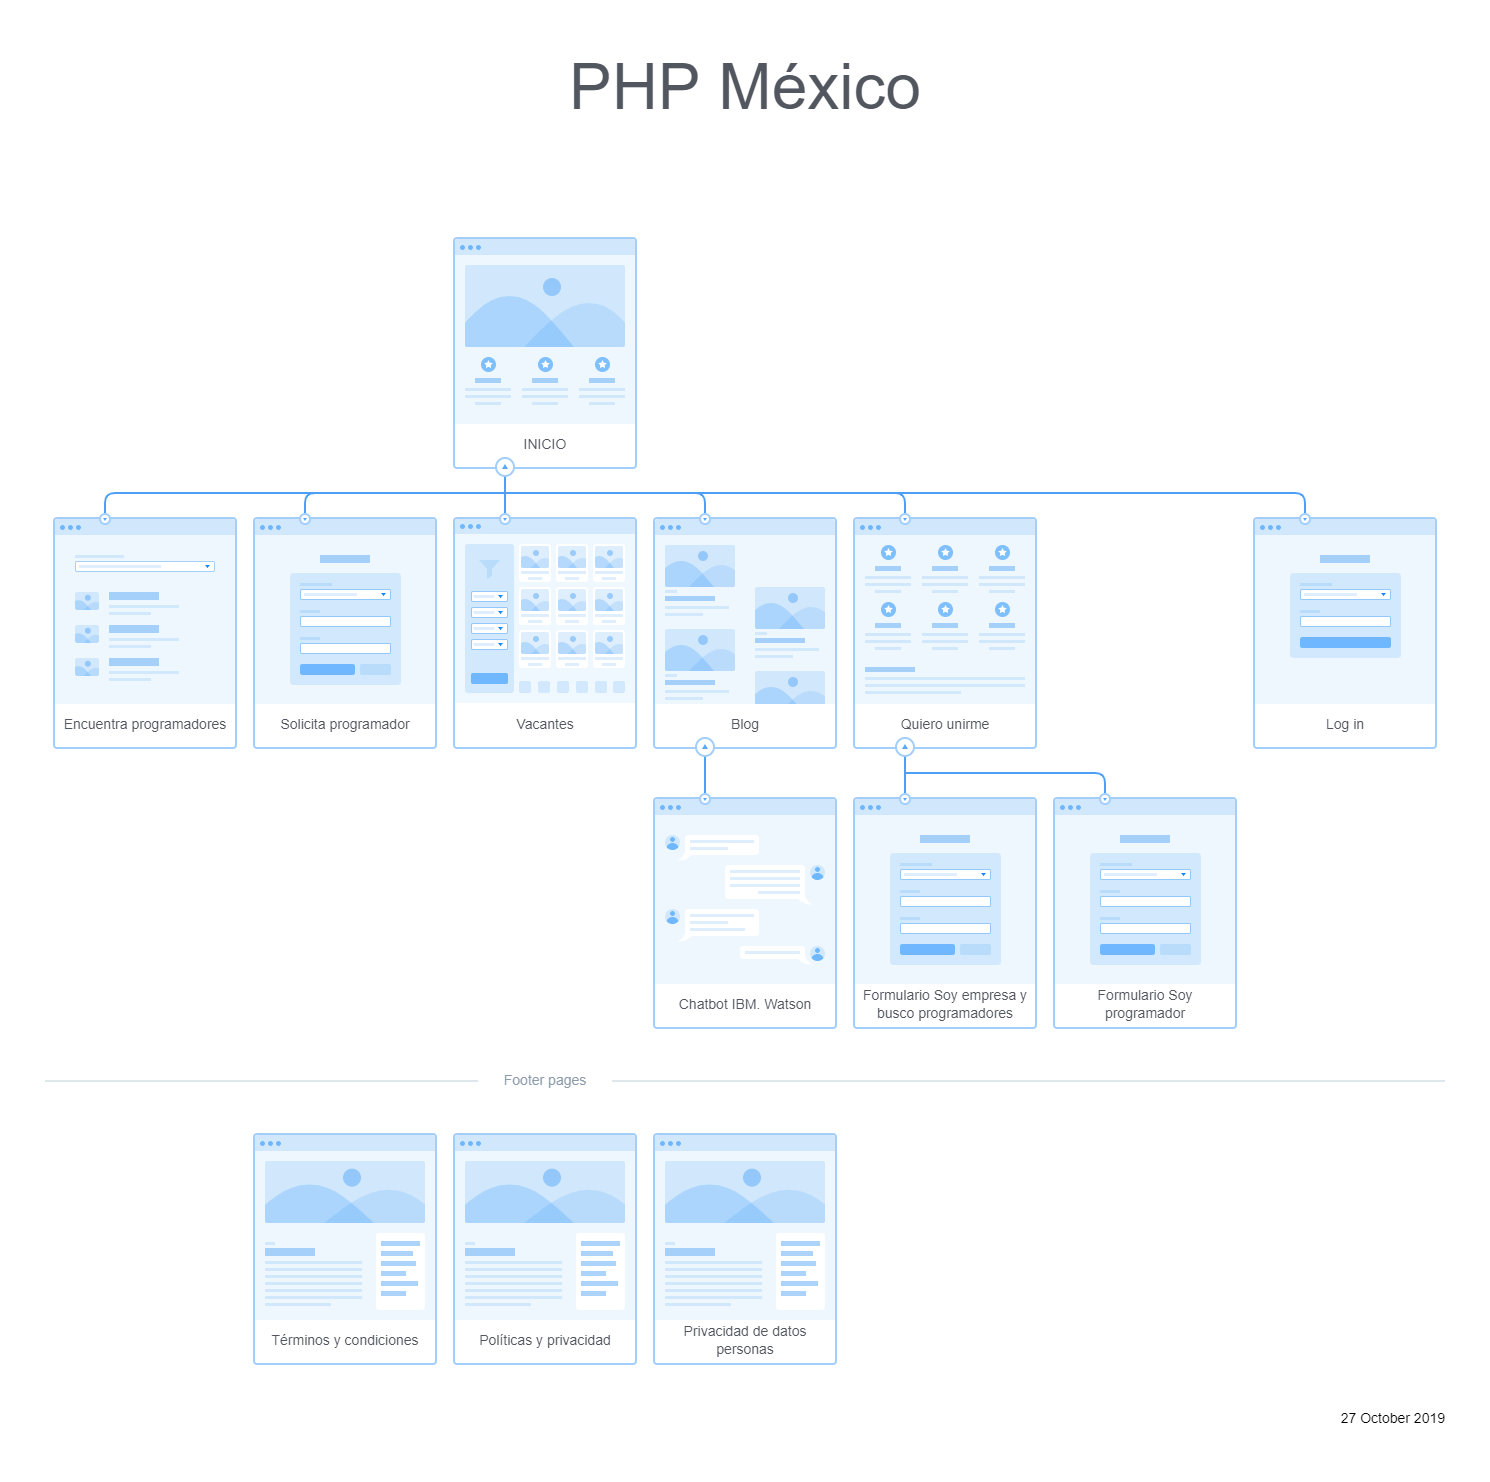 PHP México
INICIO
Encuentra programadores
Solicita programador
Vacantes
Blog
Quiero unirme
Log in
Chatbot IBM. Watson
Formulario Soy empresa y
busco programadores
Formulario Soy
programador
Footer pages
Términos y condiciones
Políticas y privacidad
Privacidad de datos
personas
27 October 2019